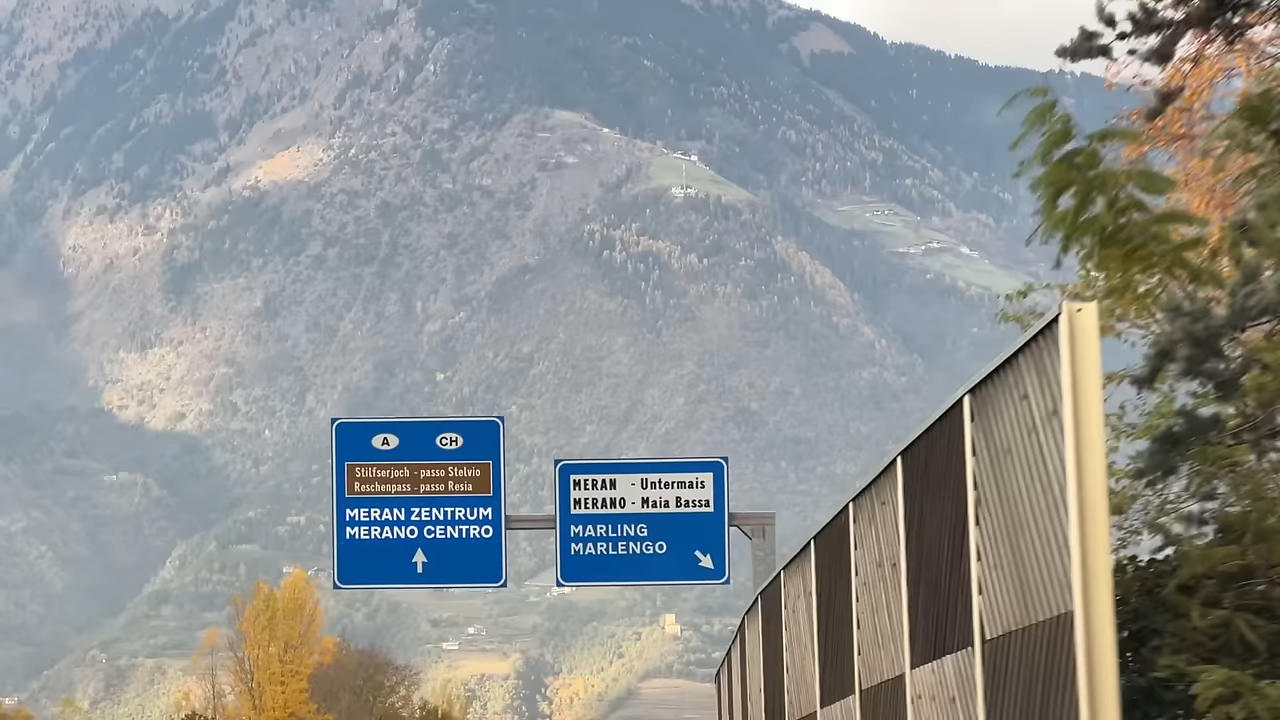 A CH
Stilfserjoch - passo Stelvio
Reschenpass - passo Resia
MERAN ZENTRUM
MERANO CENTRO
MERAN - Untermais
MERANO - Maia Bassa
MARLING
MARLENGO